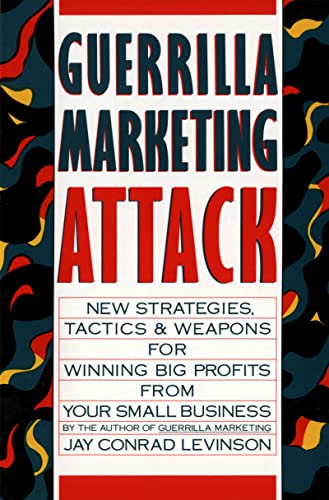 GUERRILLA
MARKETING
ATTACK
NEW STRATEGIES,
TACTICS & WEAPONS
FOR
WINNING BIG PROFITS
FROM
YOUR SMALL BUSINESS
BY THE AUTHOR OF GUERRILLA MARKETING
JAY CONRAD LEVINSON